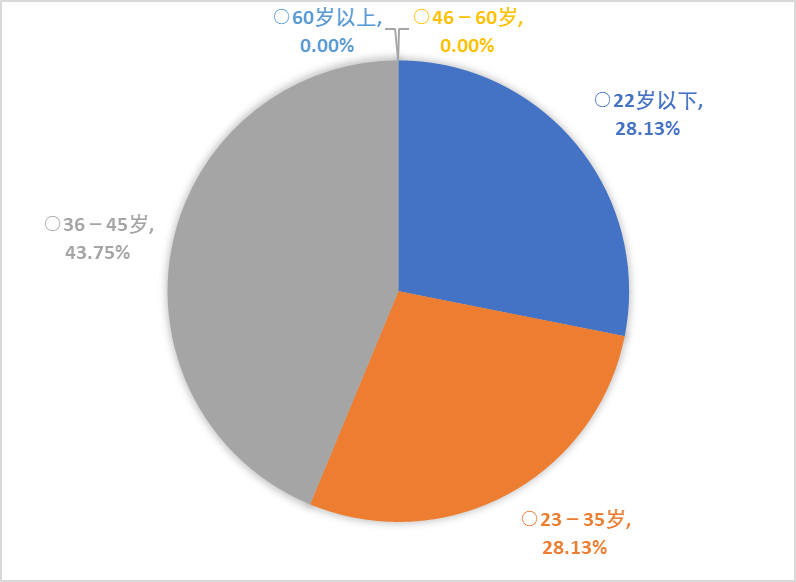 ○60岁以上,
0.00%
○46 – 60岁,
0.00%
○22岁以下,
28.13%
○36 – 45岁,
43.75%
○23 – 35岁,
28.13%